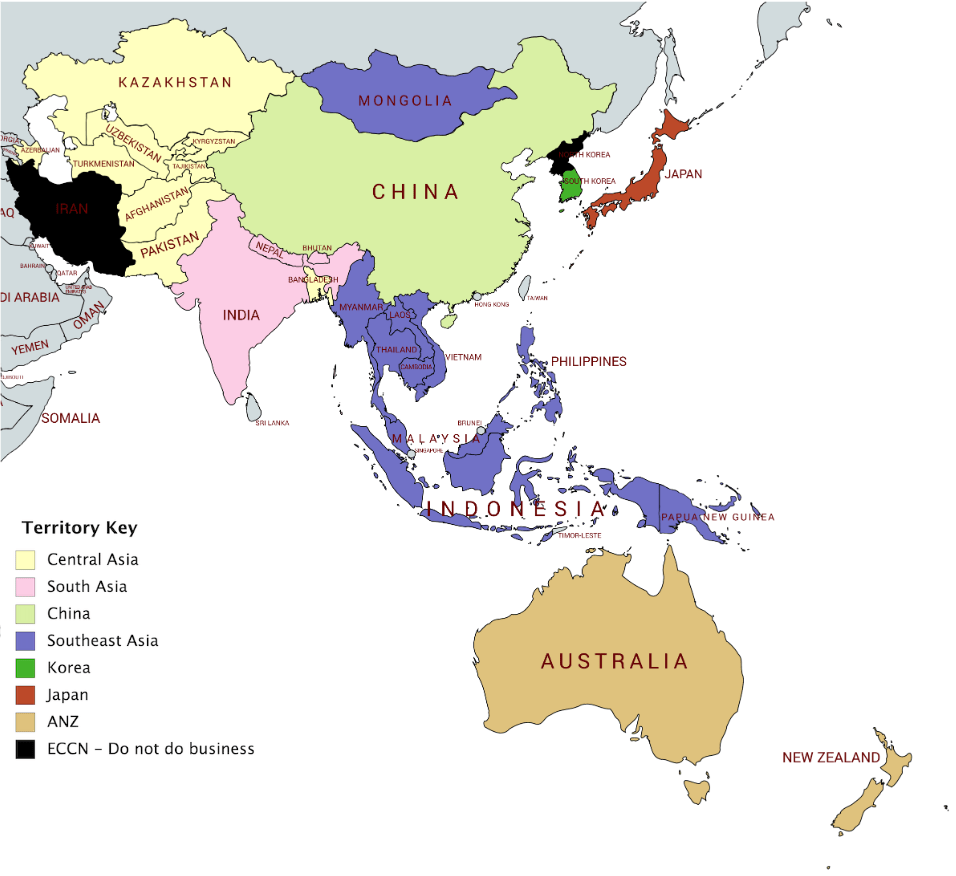 KAZAKHSTAN
MONGOLIA
UZBEKISTAN
KYRGYZSTAN
AZERBAIJAN
TURKMENISTAN
TAJIKISTAN
NORTH KOREA
SOUTH KOREA
JAPAN
CHINA
AFGHANISTAN
IRAN
AQ
PAKISTAN
NEPAL
BHUTAN
KUWAIT
BAHRAIN
QATAR
BANGLADESH
UNITED ARAB
EMIRATES
DI ARABIA
OMAN
INDIA
MYANMAR
LAOS
HONG KONG
TAIWAN
YEMEN
THAILAND
VIETNAM
CAMBODIA
PHILIPPINES
DJIBOUTI
SOMALIA
SRI LANKA
BRUNEI
MALAYSIA
SINGAPORE
INDONESIA
PAPUA NEW GUINEA
TIMOR-LESTE
Territory Key
Central Asia
South Asia
China
Southeast Asia
Korea
Japan
ANZ
ECCN - Do not do business
AUSTRALIA
NEW ZEALAND